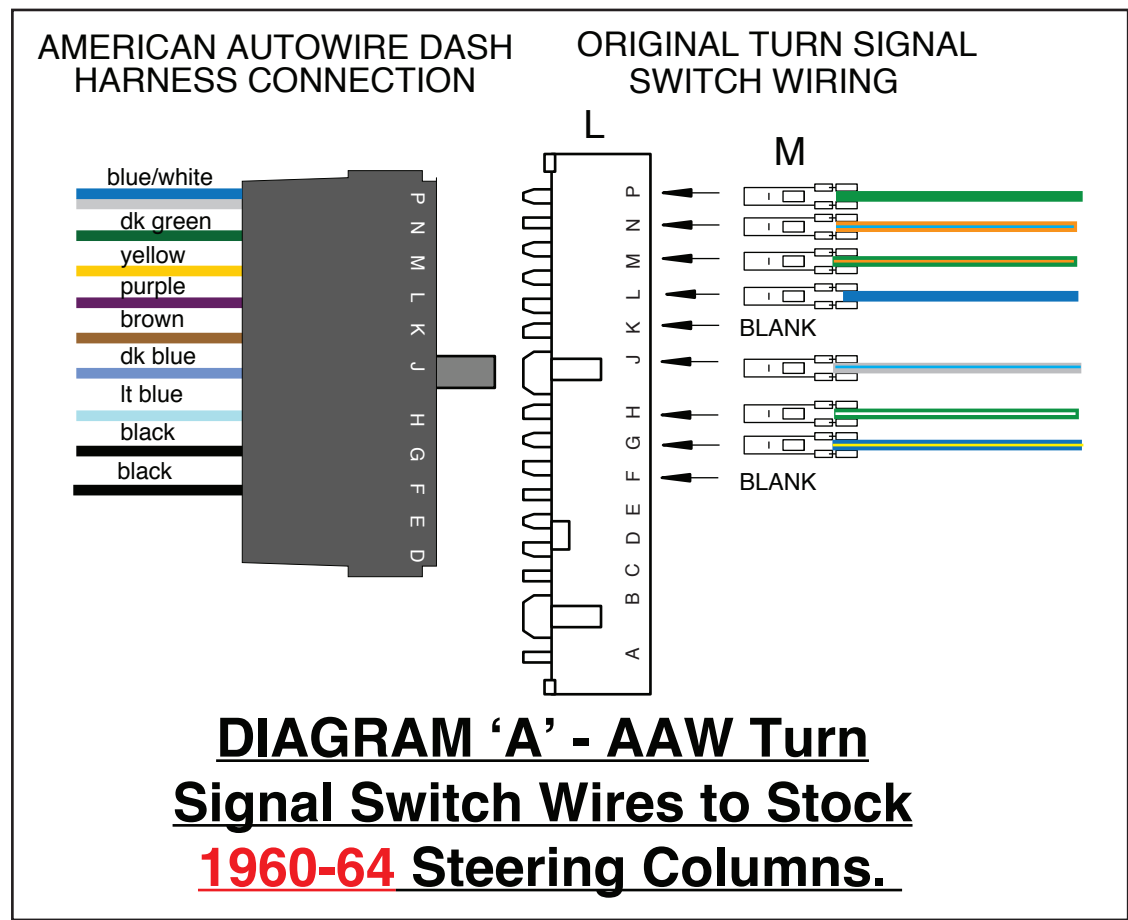 AMERICAN AUTOWIRE DASH
HARNESS CONNECTION
ORIGINAL TURN SIGNAL
SWITCH WIRING
L
M
blue/white
dk green
yellow
purple
brown
dk blue
lt blue
black
black
P
N
M
L
K
J
H
G
F
E
D
P
N
M
L
K
J
H
G
F
E
D
C
B
A
BLANK
BLANK
DIAGRAM ‘A’ - AAW Turn
Signal Switch Wires to Stock
1960-64 Steering Columns.